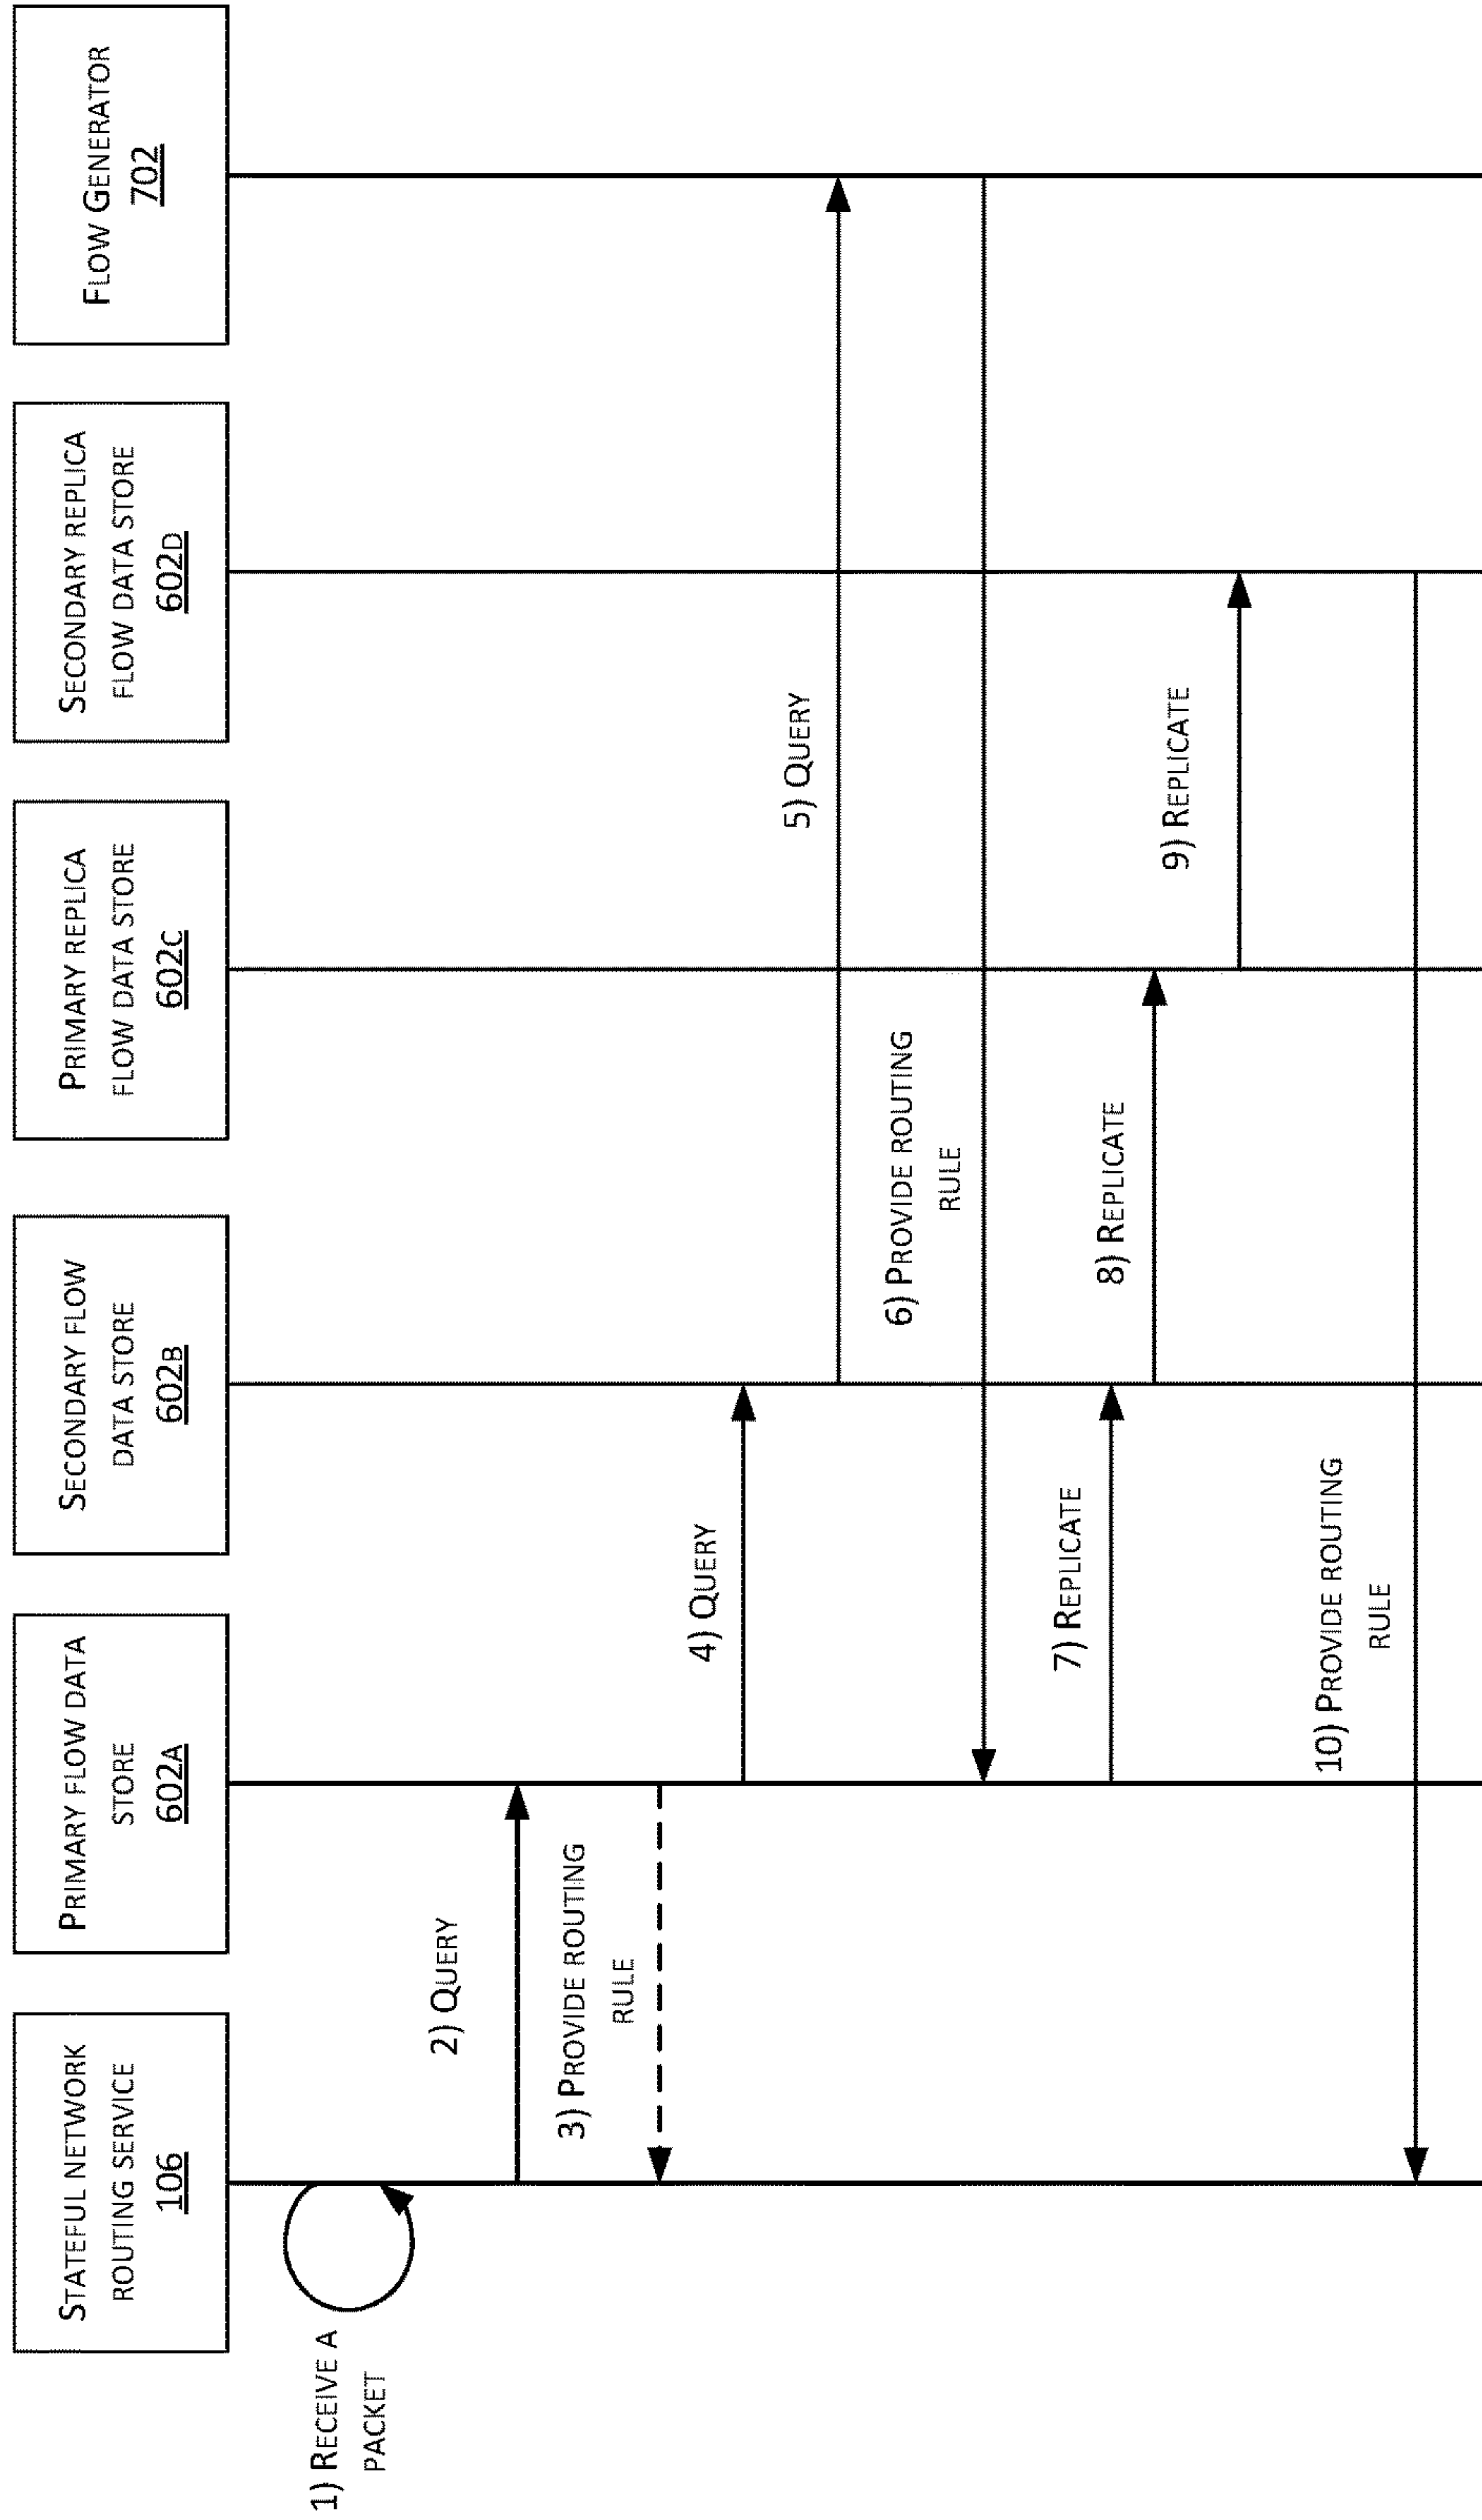 STATEFUL NETWORK
ROUTING SERVICE
106
PRIMARY FLOW DATA
STORE
602A
SECONDARY FLOW
DATA STORE
602B
PRIMARY REPLICA
FLOW DATA STORE
602C
SECONDARY REPLICA
FLOW DATA STORE
602D
FLOW GENERATOR
702
1) RECEIVE A
PACKET
2) QUERY
3) PROVIDE ROUTING
RULE
4) QUERY
5) QUERY
6) PROVIDE ROUTING
RULE
7) REPLICATE
8) REPLICATE
9) REPLICATE
10) PROVIDE ROUTING
RULE